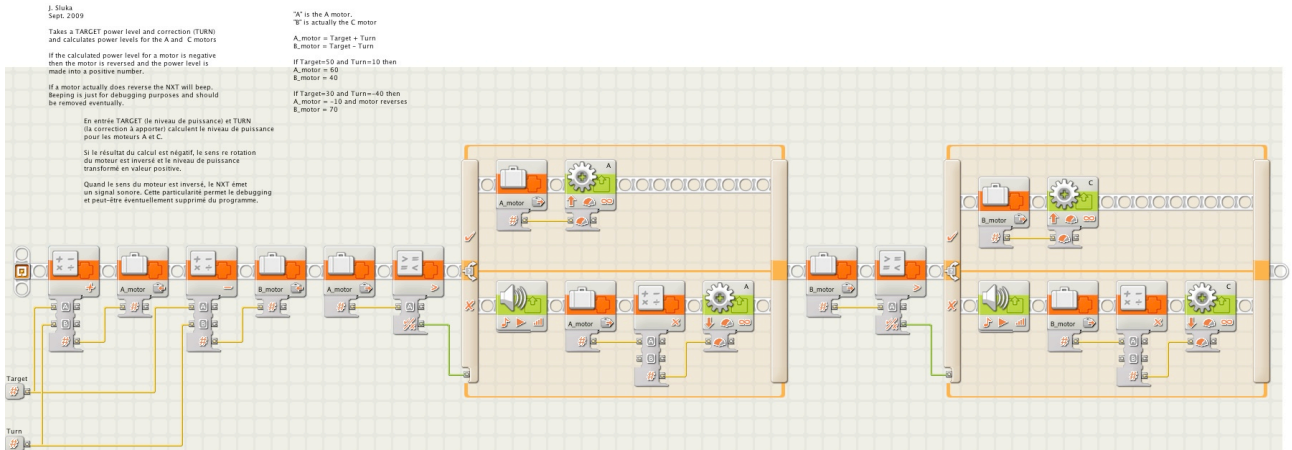 J. Sluka
Sept. 2009
Takes a TARGET power level and correction (TURN)
and calculates power levels for the A and  C motors
If the calculated power level for a motor is negative
then the motor is reversed and the power level is
made into a positive number.
If a motor actually does reverse the NXT will beep.
Beeping is just for debugging purposes and should
be removed eventually.
En entrée TARGET (le niveau de puissance) et TURN
(la correction à apporter) calculent le niveau de puissance
pour les moteurs A et C.
Si le résultat du calcul est négatif, le sens re rotation
du moteur est inversé et le niveau de puissance
transformé en valeur positive.
Quand le sens du moteur est inversé, le NXT émet
un signal sonore. Cette particularité permet le debugging
et peut-être éventuellement supprimé du programme.
"A" is the A motor.
"B" is actually the C motor
A_motor = Target + Turn
B_motor = Target - Turn
If Target=50 and Turn=10 then
A_motor = 60
B_motor = 40
If Target=30 and Turn=-40 then
A_motor = -10 and motor reverses
B_motor = 70
A
C
A_motor
B_motor
A_motor
B_motor
A_motor
B_motor
A
C
A_motor
B_motor
Target
Turn